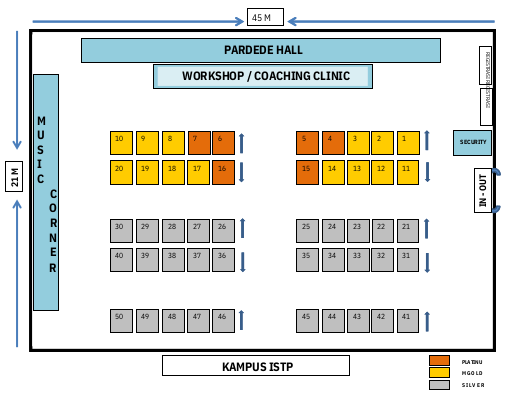 45 M
PARDEDE HALL
WORKSHOP / COACHING CLINIC
MUSIC CORNER
21 M
10 9 8 7 6 5 4 3 2 1
20 19 18 17 16 15 14 13 12 11
SECURITY
IN - OUT
30 29 28 27 26 25 24 23 22 21
40 39 38 37 36 35 34 33 32 31
50 49 48 47 46 45 44 43 42 41
KAMPUS ISTP
PLATINU
MGOLD
SILVER